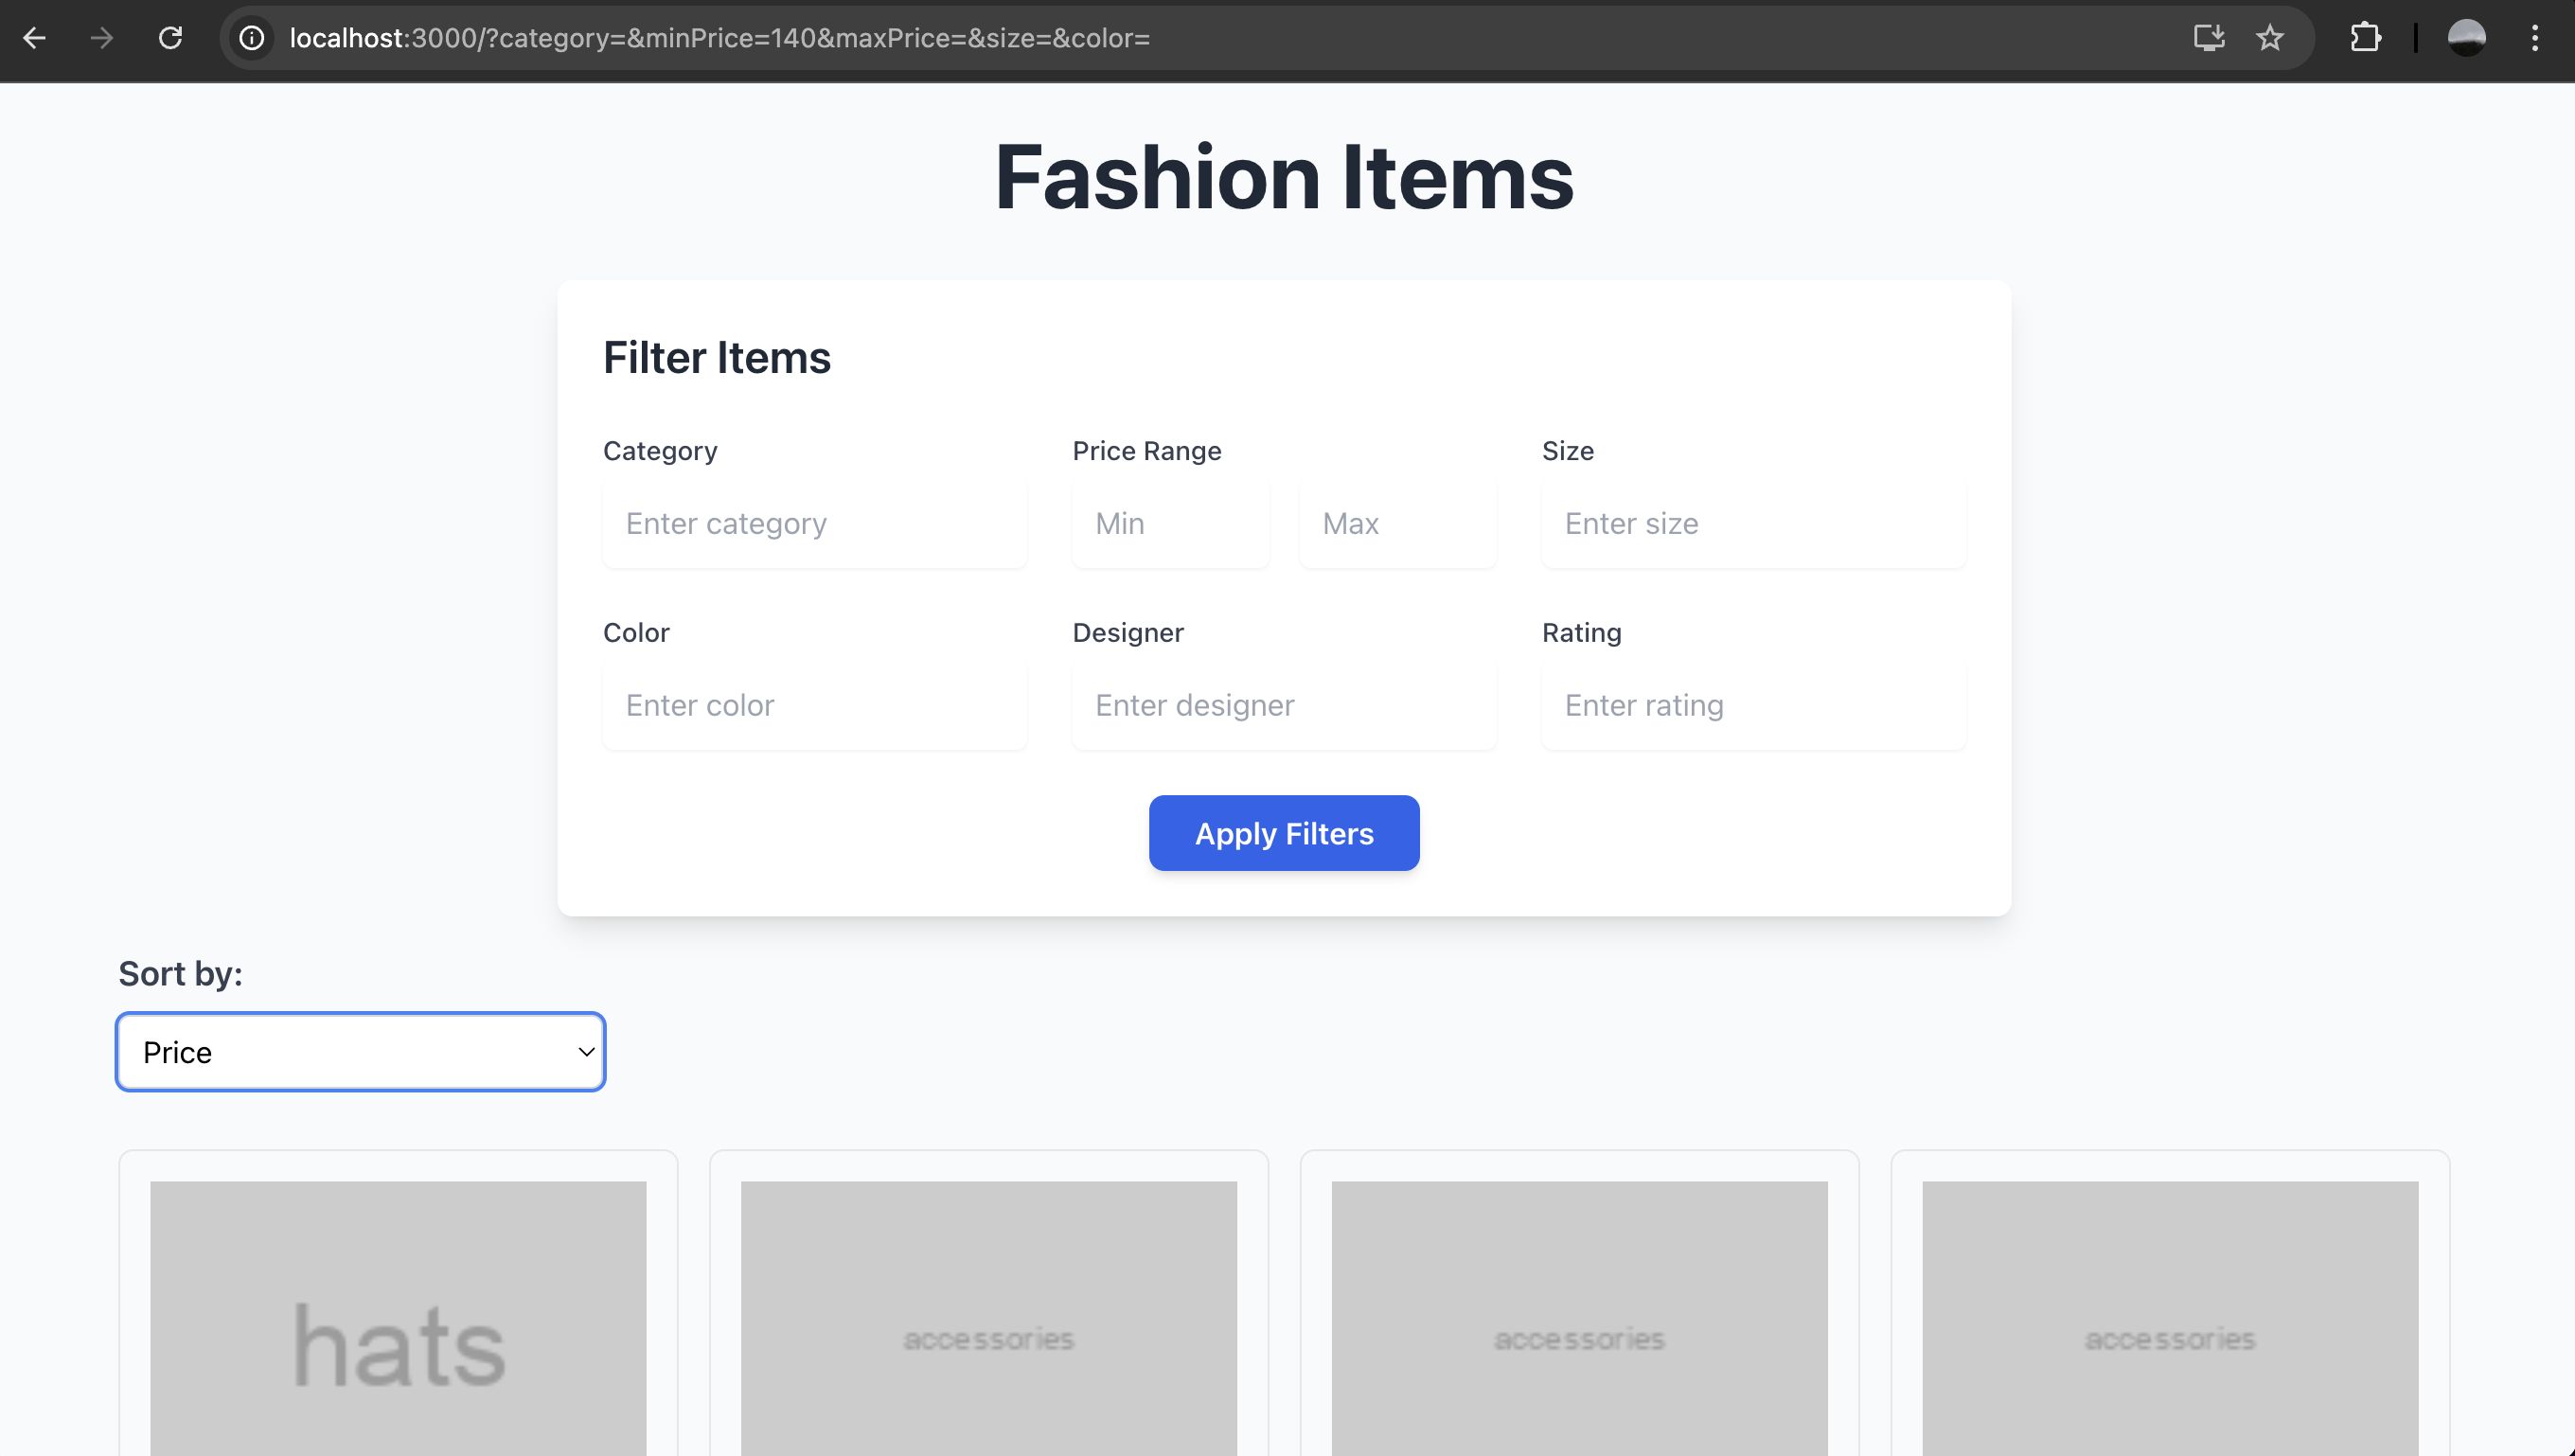 localhost:3000/?category=&minPrice=140&maxPrice=&size=&color=
Fashion Items
Filter Items
Category
Price Range
Size
Enter category
Min
Max
Enter size
Color
Designer
Rating
Enter color
Enter designer
Enter rating
Apply Filters
Sort by:
Price
hats
accessories
accessories
accessories